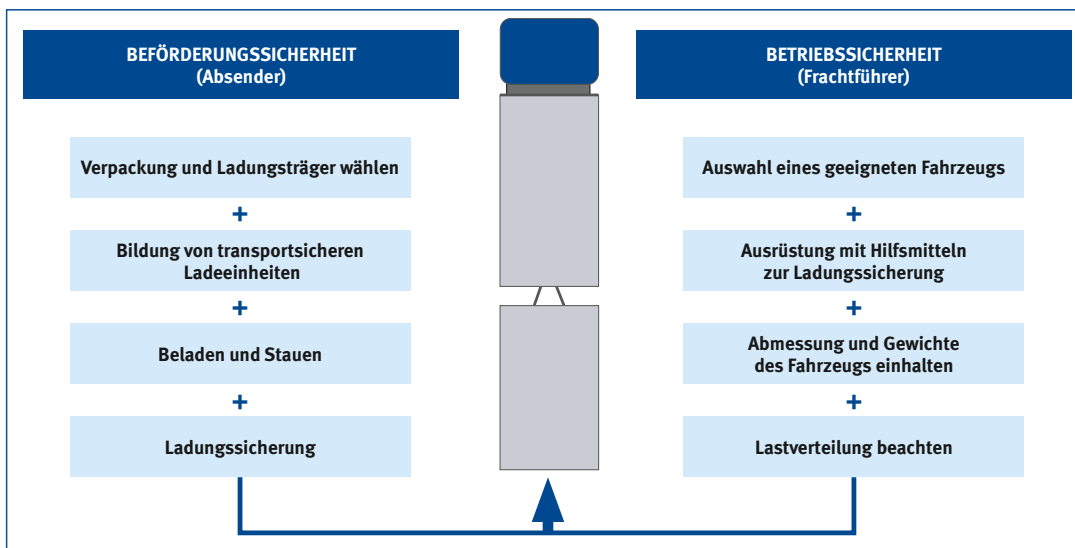 BEFÖRDERUNGSSICHERHEIT
(Absender)
Verpackung und Ladungsträger wählen
+
Bildung von transportsicheren
Ladeeinheiten
+
Beladen und Stauen
+
Ladungssicherung
BETRIEBSSICHERHEIT
(Frachtführer)
Auswahl eines geeigneten Fahrzeugs
+
Ausrüstung mit Hilfsmitteln
zur Ladungssicherung
+
Abmessung und Gewichte
des Fahrzeugs einhalten
+
Lastverteilung beachten